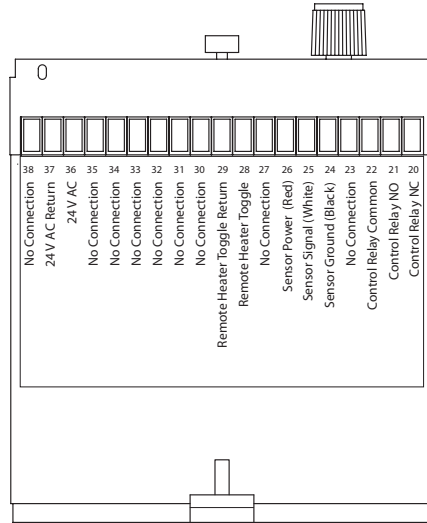 38 37 36 35 34 33 32 31 30 29 28 27 26 25 24 23 22 21 20
No Connection
24 V AC Return
24 V AC
No Connection
No Connection
No Connection
No Connection
No Connection
No Connection
Remote Heater Toggle Return
Remote Heater Toggle
No Connection
Sensor Power (Red)
Sensor Signal (White)
Sensor Ground (Black)
No Connection
Control Relay Common
Control Relay NO
Control Relay NC